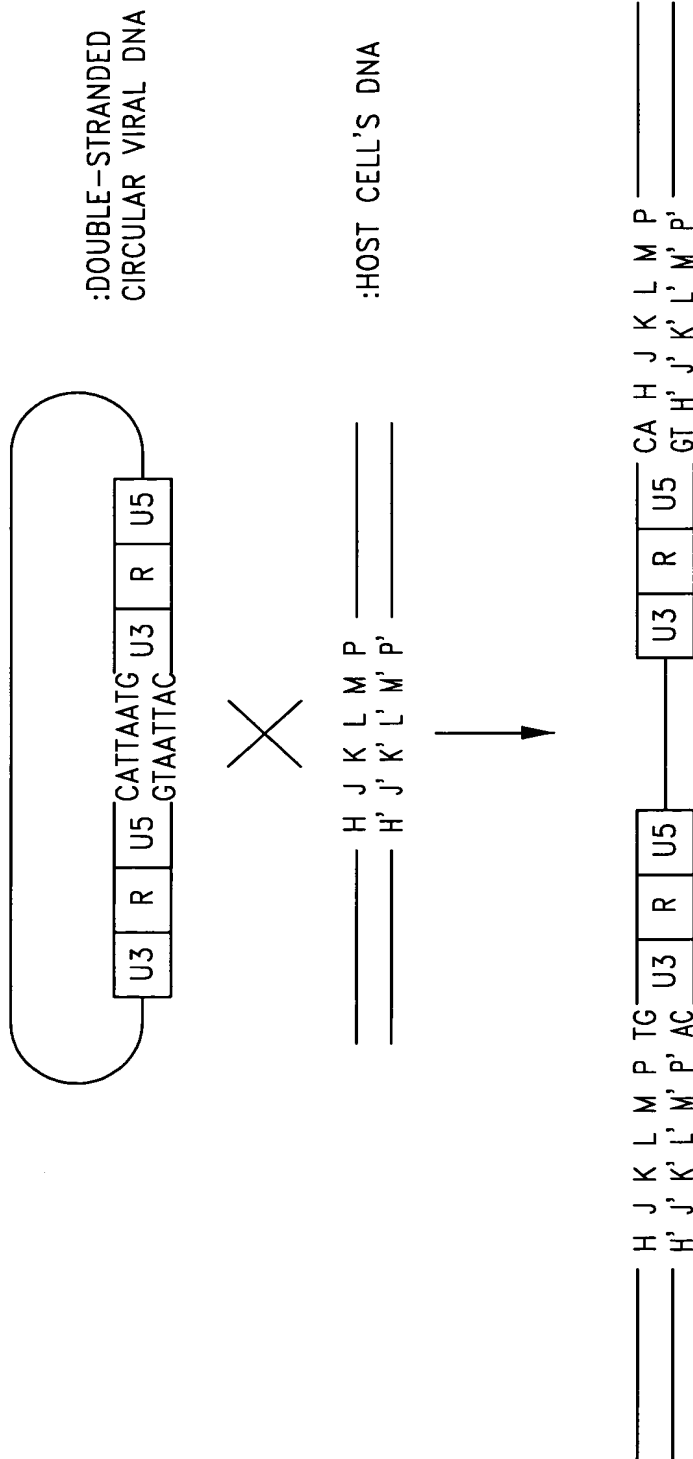 :DOUBLE-STRANDED
CIRCULAR VIRAL DNA
U3 R U5 CATTAATG U3 R U5
GTAATTAC
:HOST CELL'S DNA
H J K L M P
H' J' K' L' M' P'
H J K L M P TG U3 R U5 U3 R U5 CA H J K L M P
H' J' K' L' M' P' AC GT H' J' K' L' M' P'